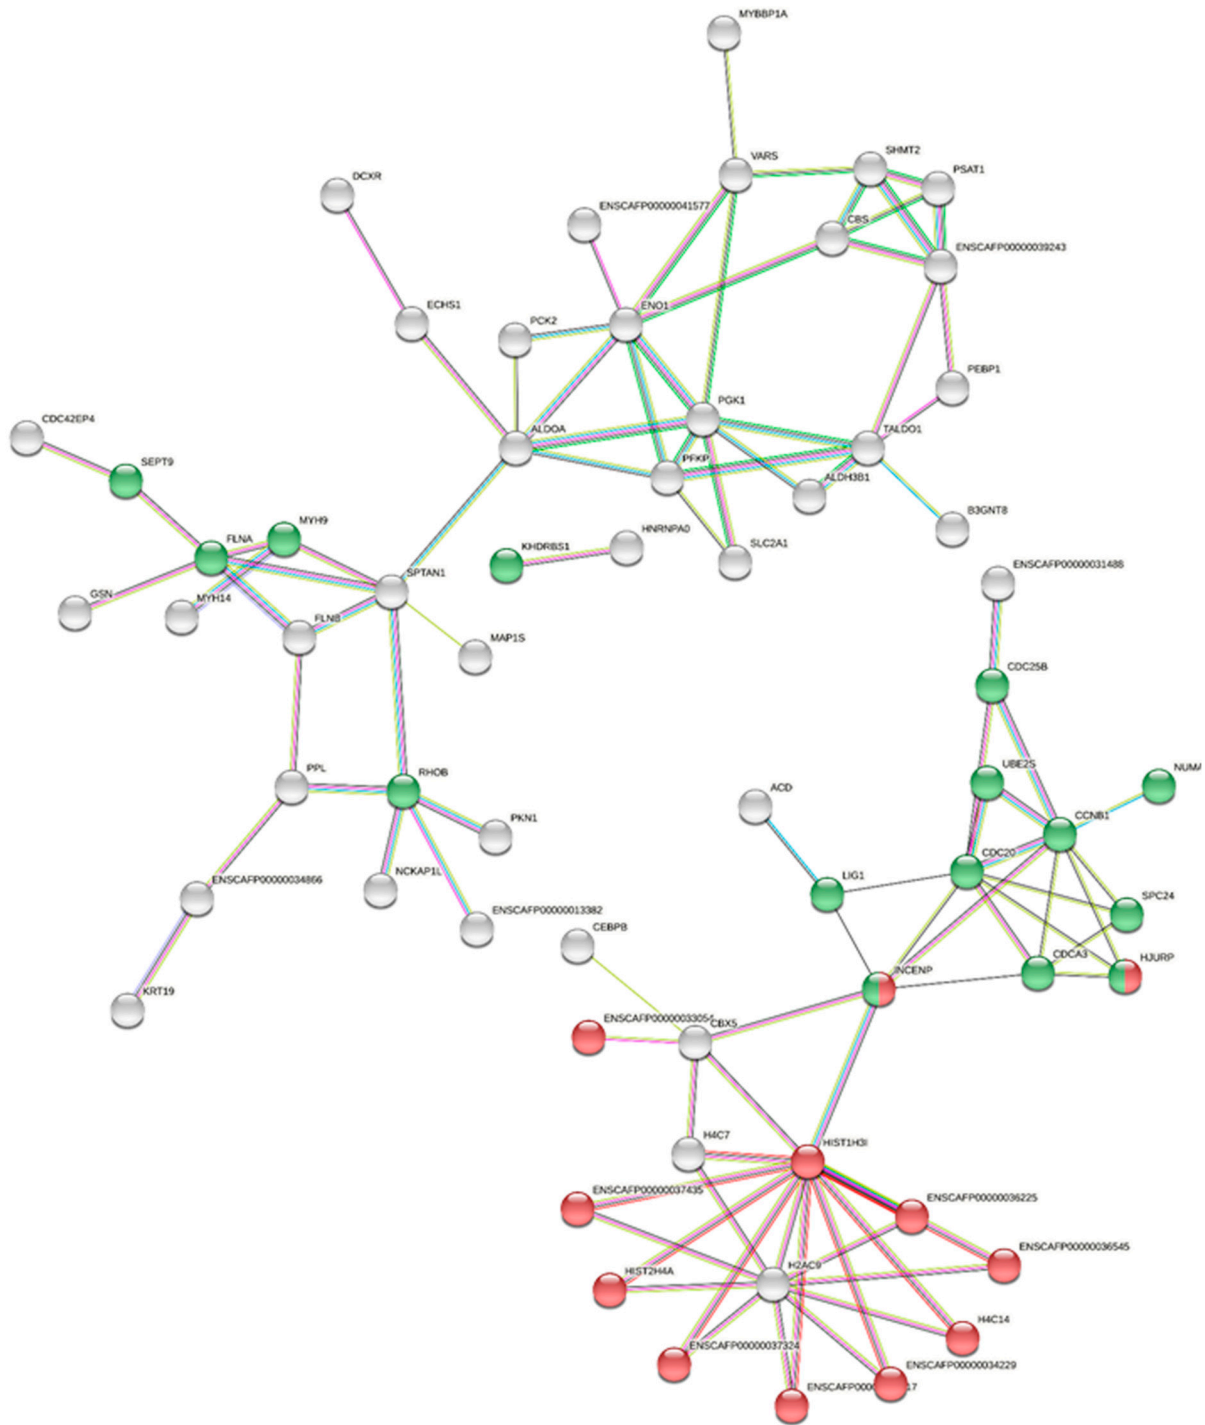 MYBBP1A
VARS
SHMT2
PSAT1
DCXR
ENSCAFP00000041577
CBS
ENSCAFP00000039243
ECHS1
PCK2
ENO1
PEBP1
PGK1
CDC42EP4
ALDOA
TALDO1
SEPT9
PFKP
ALDH3B1
B3GNT8
MYH9
HNRNPA0
FLNA
KHDRBS1
SLC2A1
SPTAN1
ENSCAFP00000031488
GSN
MYH14
FLNB
MAP1S
CDC25B
PPL
RHOB
UBE2S
NUMA
ACD
PKN1
CCNB1
CDC20
NCKAP1L
LIG1
ENSCAFP00000034866
SPC24
ENSCAFP00000013382
CEBPB
CDCA3
HJURP
INCENP
KRT19
ENSCAFP00000033054
CBX5
H4C7
HIST1H3I
ENSCAFP00000037435
ENSCAFP00000036225
ENSCAFP00000036545
HIST2H4A
H2AC9
H4C14
ENSCAFP00000037324
ENSCAFP00000034229